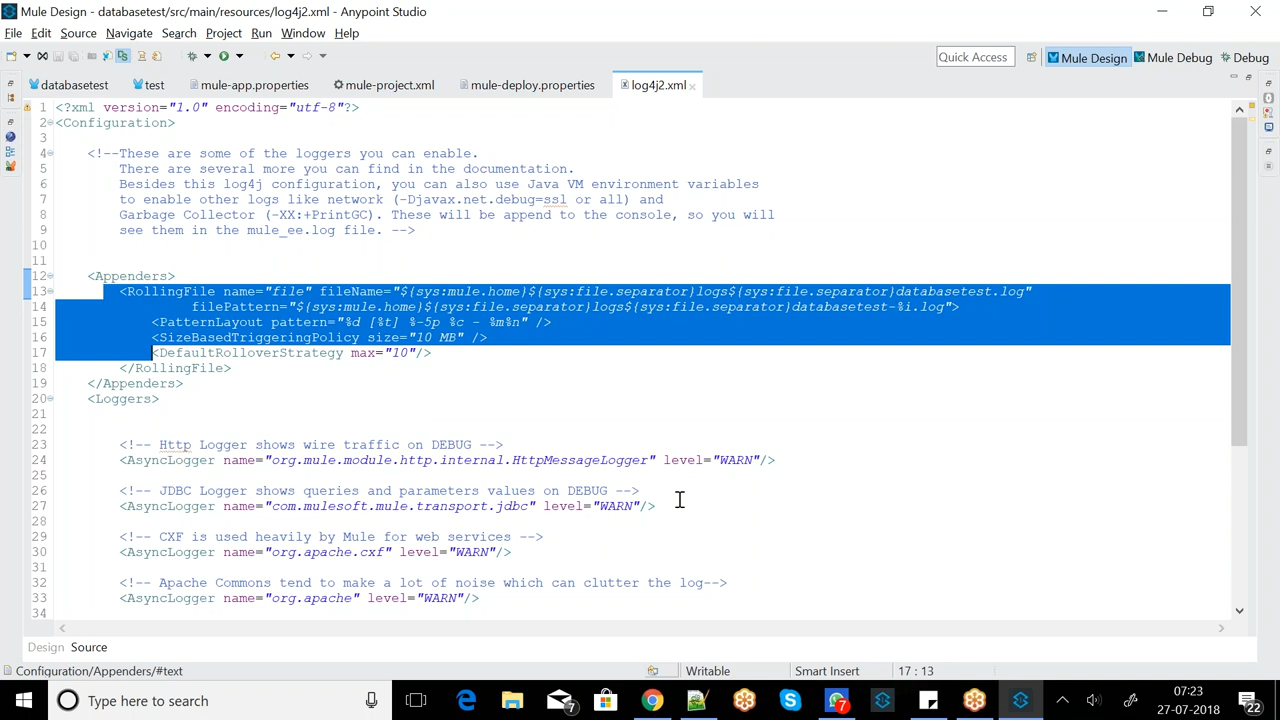 Mule Design - databasetest/src/main/resources/log4j2.xml - Anypoint Studio
File Edit Source Navigate Search Project Run Window Help
Quick Access Mule Design Mule Debug Debug
databasetest test mule-app.properties mule-project.xml mule-deploy.properties log4j2.xml
1 <?xml version="1.0" encoding="utf-8"?>
2 <Configuration>
3
4 <!--These are some of the loggers you can enable.
5 There are several more you can find in the documentation.
6 Besides this log4j configuration, you can also use Java VM environment variables
7 to enable other logs like network (-Djavax.net.debug=ssl or all) and
8 Garbage Collector (-XX:+PrintGC). These will be append to the console, so you will
9 see them in the mule_ee.log file. -->
10
11
12 <Appenders>
13 <RollingFile name="file" fileName="${sys:mule.home}${sys:file.separator}logs${sys:file.separator}databasetest.log"
14 filePattern="${sys:mule.home}${sys:file.separator}logs${sys:file.separator}databasetest-%i.log">
15 <PatternLayout pattern="%d [%t] %-5p %c - %m%n" />
16 <SizeBasedTriggeringPolicy size="10 MB" />
17 <DefaultRolloverStrategy max="10"/>
18 </RollingFile>
19 </Appenders>
20 <Loggers>
21
22
23 <!-- Http Logger shows wire traffic on DEBUG -->
24 <AsyncLogger name="org.mule.module.http.internal.HttpMessageLogger" level="WARN"/>
25
26 <!-- JDBC Logger shows queries and parameters values on DEBUG -->
27 <AsyncLogger name="com.mulesoft.mule.transport.jdbc" level="WARN"/>
28
29 <!-- CXF is used heavily by Mule for web services -->
30 <AsyncLogger name="org.apache.cxf" level="WARN"/>
31
32 <!-- Apache Commons tend to make a lot of noise which can clutter the log-->
33 <AsyncLogger name="org.apache" level="WARN"/>
34
Design Source
Configuration/Appenders/#text Writable Smart Insert 17 : 13
Type here to search 7 7 07:23
27-07-2018 22